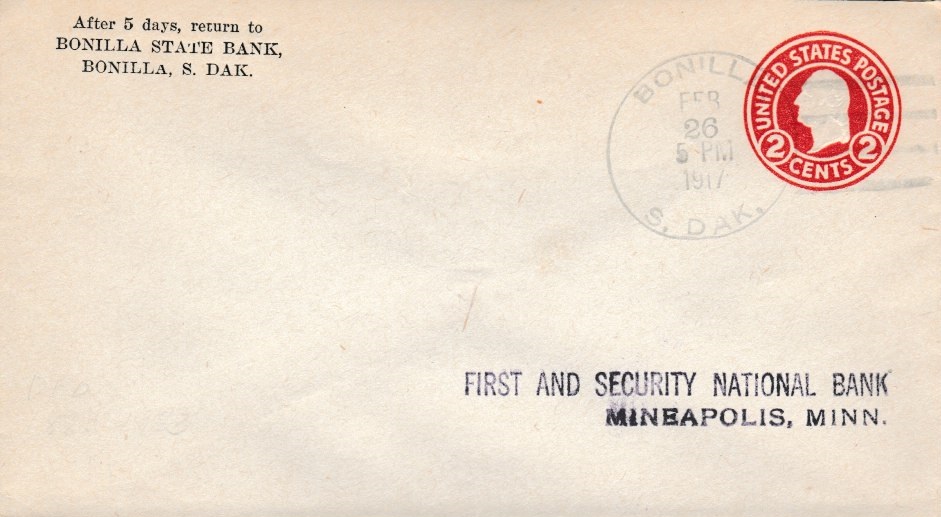 After 5 days, return to
BONILLA STATE BANK,
BONILLA, S. DAK.
BONILLA
FEB
26
5 PM
1917
S. DAK.
UNITED STATES POSTAGE
2 CENTS 2
FIRST AND SECURITY NATIONAL BANK
MINEAPOLIS, MINN.